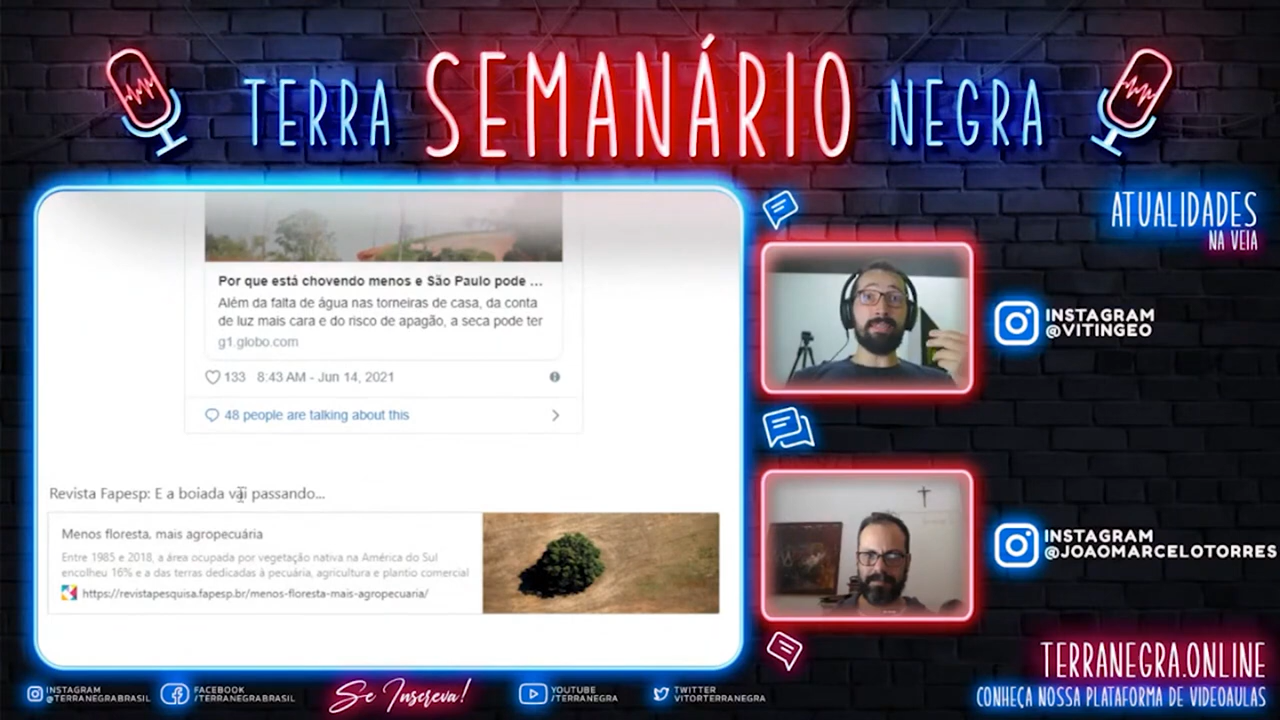 TERRA SEMANÁRIO NEGRA
ATUALIDADES
NA VEIA
Por que está chovendo menos e São Paulo pode ...
Além da falta de água nas torneiras de casa, da conta
de luz mais cara e do risco de apagão, a seca pode ter
g1.globo.com
133 8:43 AM - Jun 14, 2021
48 people are talking about this
INSTAGRAM
@VITINGEO
Revista Fapesp: E a boiada vai passando...
Menos floresta, mais agropecuária
Entre 1985 e 2018, a área ocupada por vegetação nativa na América do Sul
encolheu 16% e a das terras dedicadas à pecuária, agricultura e plantio comercial
https://revistapesquisa.fapesp.br/menos-floresta-mais-agropecuaria/
INSTAGRAM
@JOAOMARCELOTORRES
TERRANEGRA.ONLINE
CONHEÇA NOSSA PLATAFORMA DE VIDEOAULAS
INSTAGRAM
@TERRANEGRABRASIL
FACEBOOK
/TERRANEGRABRASIL
Se Inscreva!
YOUTUBE
/TERRANEGRA
TWITTER
VITORTERRANEGRA